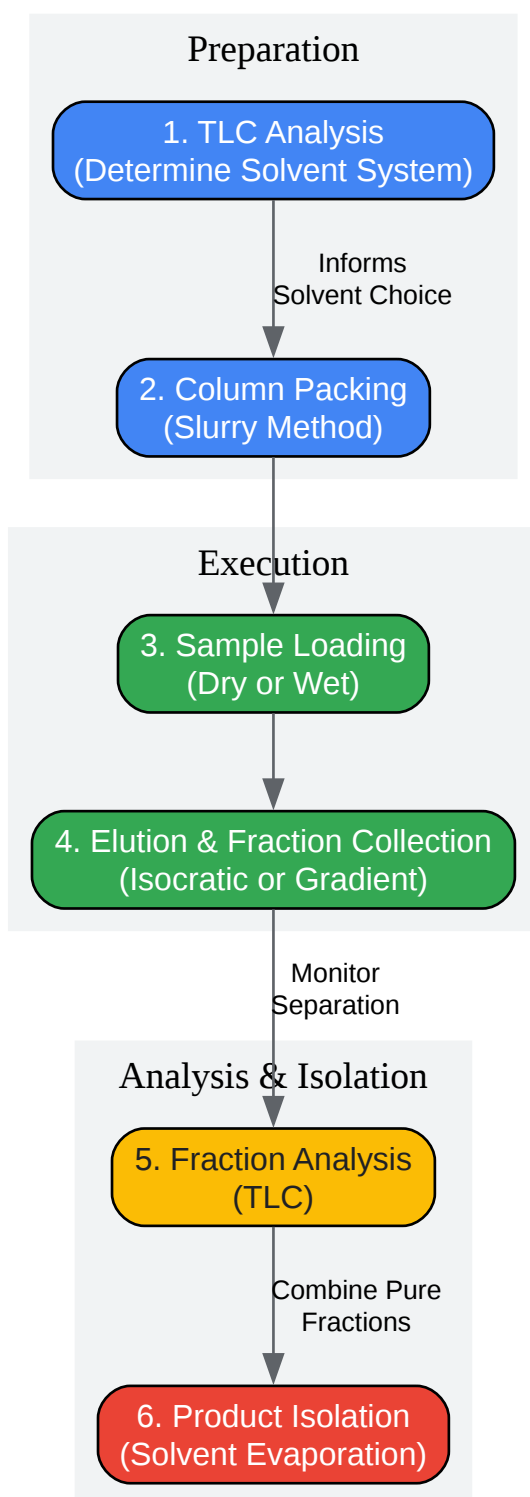 Preparation
1. TLC Analysis
(Determine Solvent System)
Informs
Solvent Choice
2. Column Packing
(Slurry Method)
Execution
3. Sample Loading
(Dry or Wet)
4. Elution & Fraction Collection
(Isocratic or Gradient)
Monitor
Separation
Analysis & Isolation
5. Fraction Analysis
(TLC)
Combine Pure
Fractions
6. Product Isolation
(Solvent Evaporation)